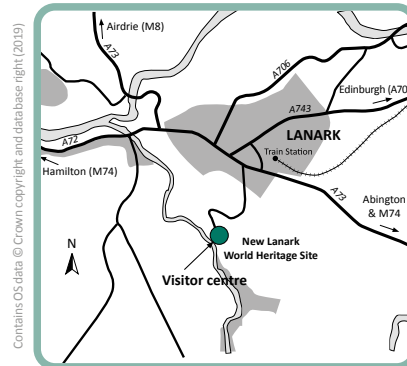 Airdrie (M8)
A73
A706
Edinburgh (A70
A743
LANARK
A72
Train Station
Hamilton (M74)
A73
Abington
& M74
N
New Lanark
World Heritage Site
Visitor centre
Contains OS data © Crown copyright and database right (2019)